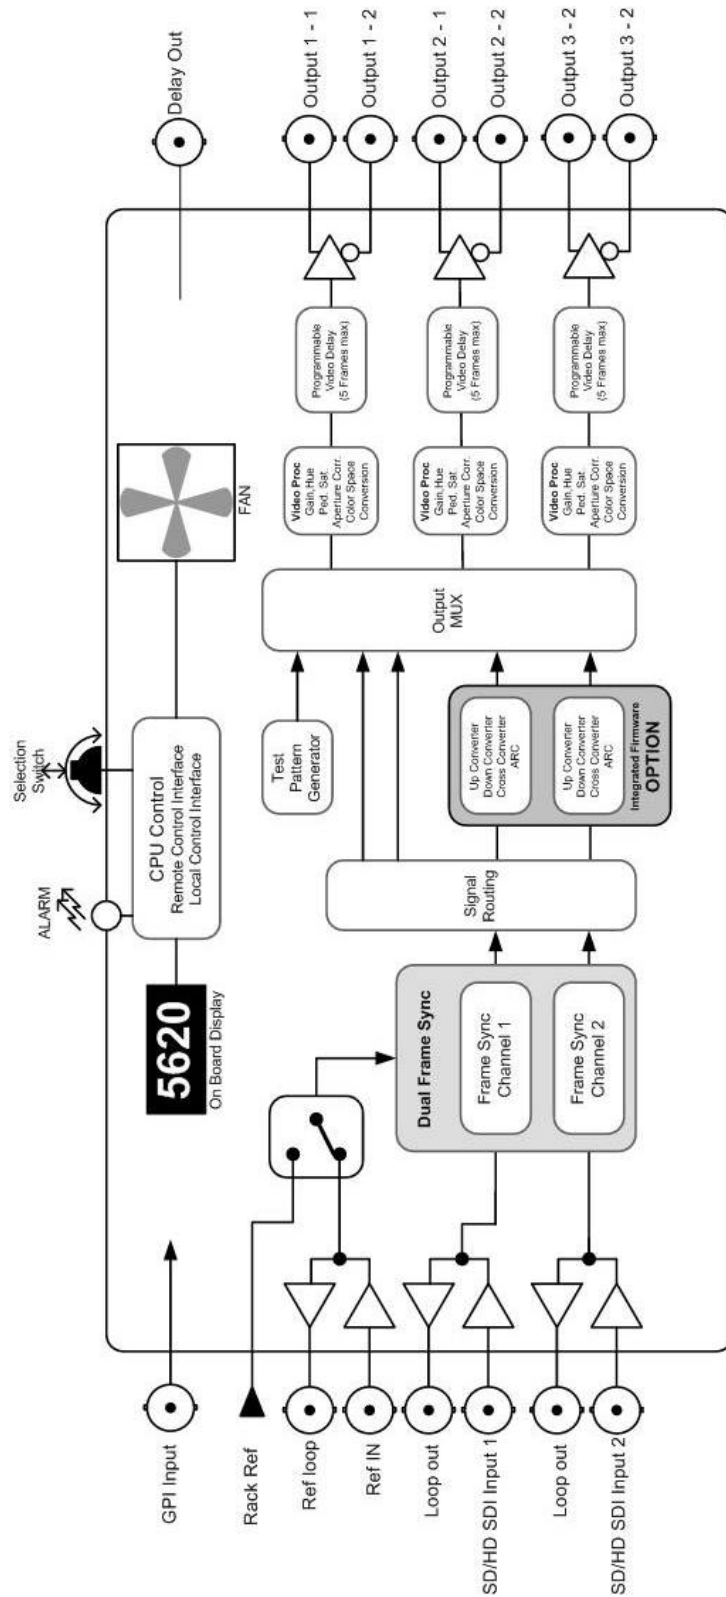 Selection
Switch
ALARM
CPU Control
Remote Control Interface
Local Control Interface
5620
On Board Display
FAN
Delay Out
GPI Input
Rack Ref
Ref loop
Ref IN
Loop out
SD/HD SDI Input 1
Loop out
SD/HD SDI Input 2
Dual Frame Sync
Frame Sync
Channel 1
Frame Sync
Channel 2
Signal
Routing
Test
Pattern
Generator
Up Converter
Down Converter
Cross Converter
ARC
Up Converter
Down Converter
Cross Converter
ARC
Integrated Firmware
OPTION
Output
MUX
Video Proc
Gain,Hue
Ped. Sat.
Aperture Corr.
Color Space
Conversion
Video Proc
Gain,Hue
Ped. Sat.
Aperture Corr.
Color Space
Conversion
Video Proc
Gain,Hue
Ped. Sat.
Aperture Corr.
Color Space
Conversion
Programmable
Video Delay
(5 Frames max)
Programmable
Video Delay
(5 Frames max)
Programmable
Video Delay
(5 Frames max)
Output 1 - 1
Output 1 - 2
Output 2 - 1
Output 2 - 2
Output 3 - 2
Output 3 - 2